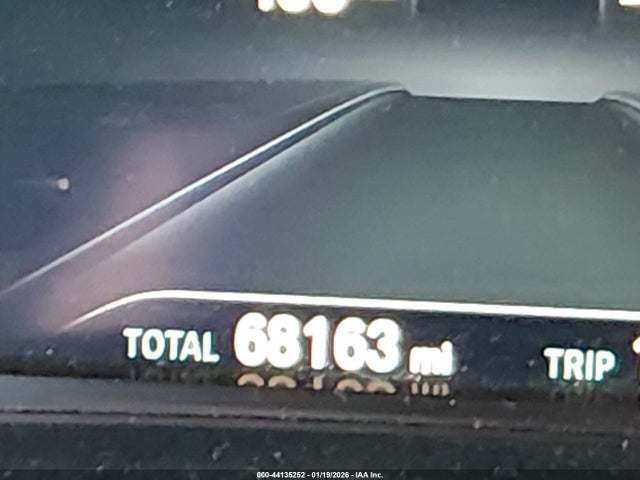 TOTAL 68163 mi TRIP
000-44135252 - 01/19/2026 - IAA Inc.